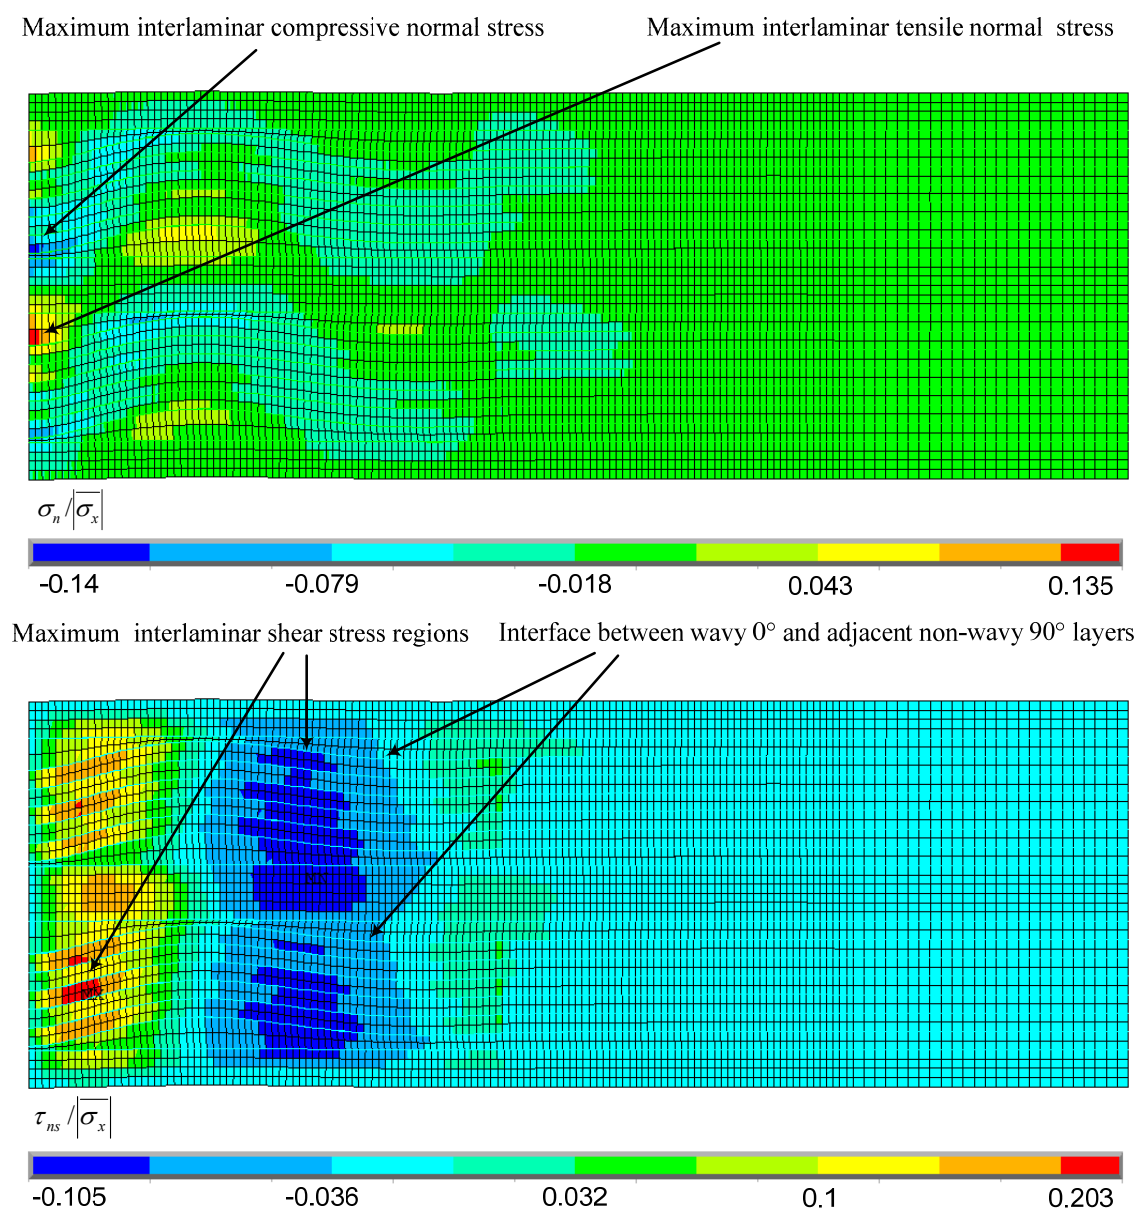 Maximum interlaminar compressive normal stress Maximum interlaminar tensile normal stress
σₙ/|σ̅ₓ|
-0.14 -0.079 -0.018 0.043 0.135
Maximum interlaminar shear stress regions Interface between wavy 0° and adjacent non-wavy 90° layers
τₙₛ/|σ̅ₓ|
-0.105 -0.036 0.032 0.1 0.203